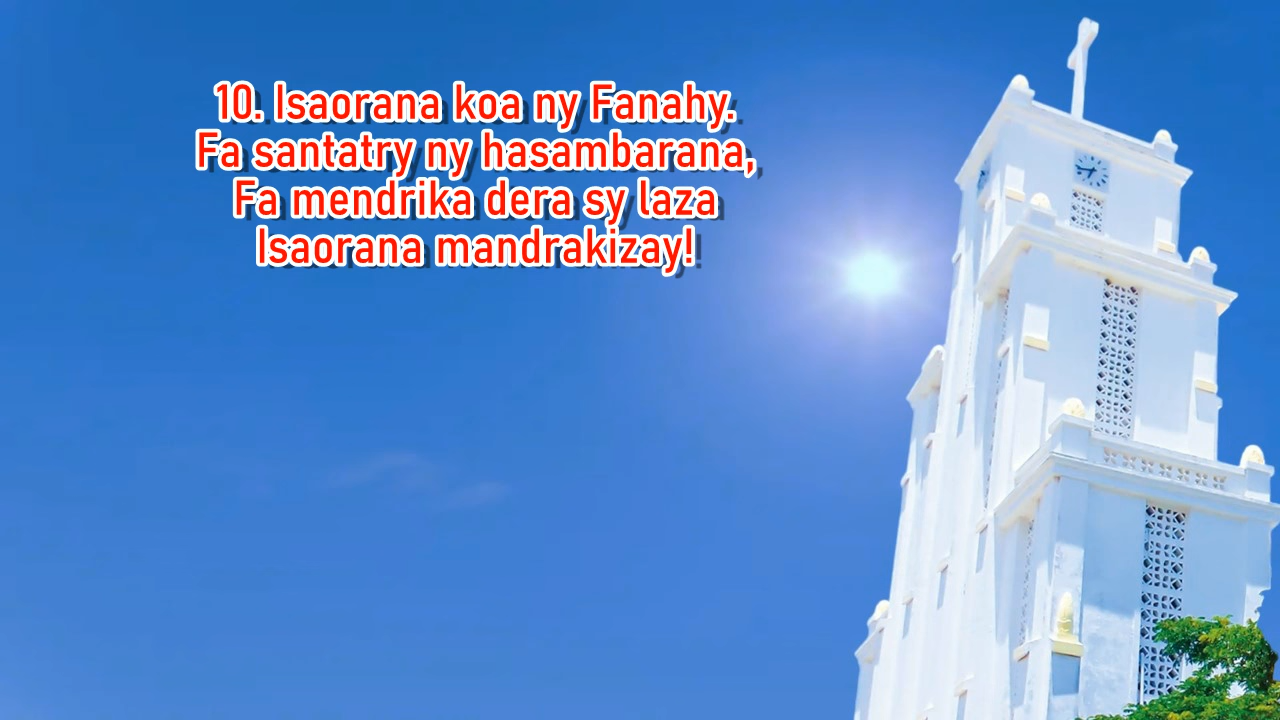 10. Isaorana koa ny Fanahy.
Fa santatry ny hasambarana,
Fa mendrika dera sy laza
Isaorana mandrakizay!